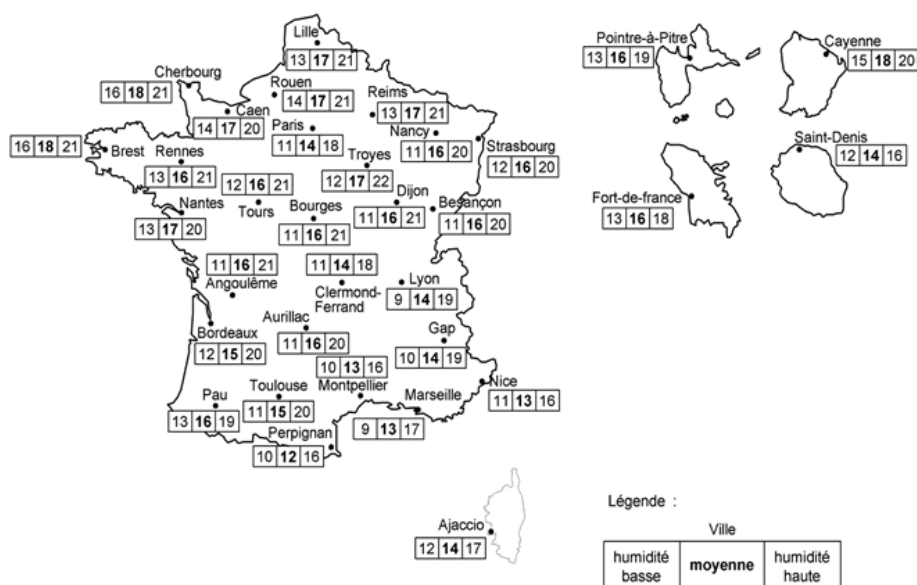 Lille
13 17 21
Cherbourg
16 18 21
Rouen
14 17 21
Reims
13 17 21
Caen
14 17 20
Paris
11 14 18
Nancy
11 16 20
Strasbourg
12 16 20
16 18 21
Brest
Rennes
13 16 21
Troyes
12 17 22
12 16 21
Tours
Dijon
11 16 21
Besançon
11 16 20
Nantes
13 17 20
Bourges
11 16 21
11 16 21
Angoulême
11 14 18
Clermond-
Ferrand
Lyon
9 14 19
Bordeaux
12 15 20
Aurillac
11 16 20
Gap
10 14 19
10 13 16
Montpellier
Nice
11 13 16
Pau
13 16 19
Toulouse
11 15 20
Marseille
9 13 17
Perpignan
10 12 16
Ajaccio
12 14 17
Pointre-à-Pitre
13 16 19
Cayenne
15 18 20
Saint-Denis
12 14 16
Fort-de-france
13 16 18
Légende :
Ville
humidité basse
moyenne
humidité haute